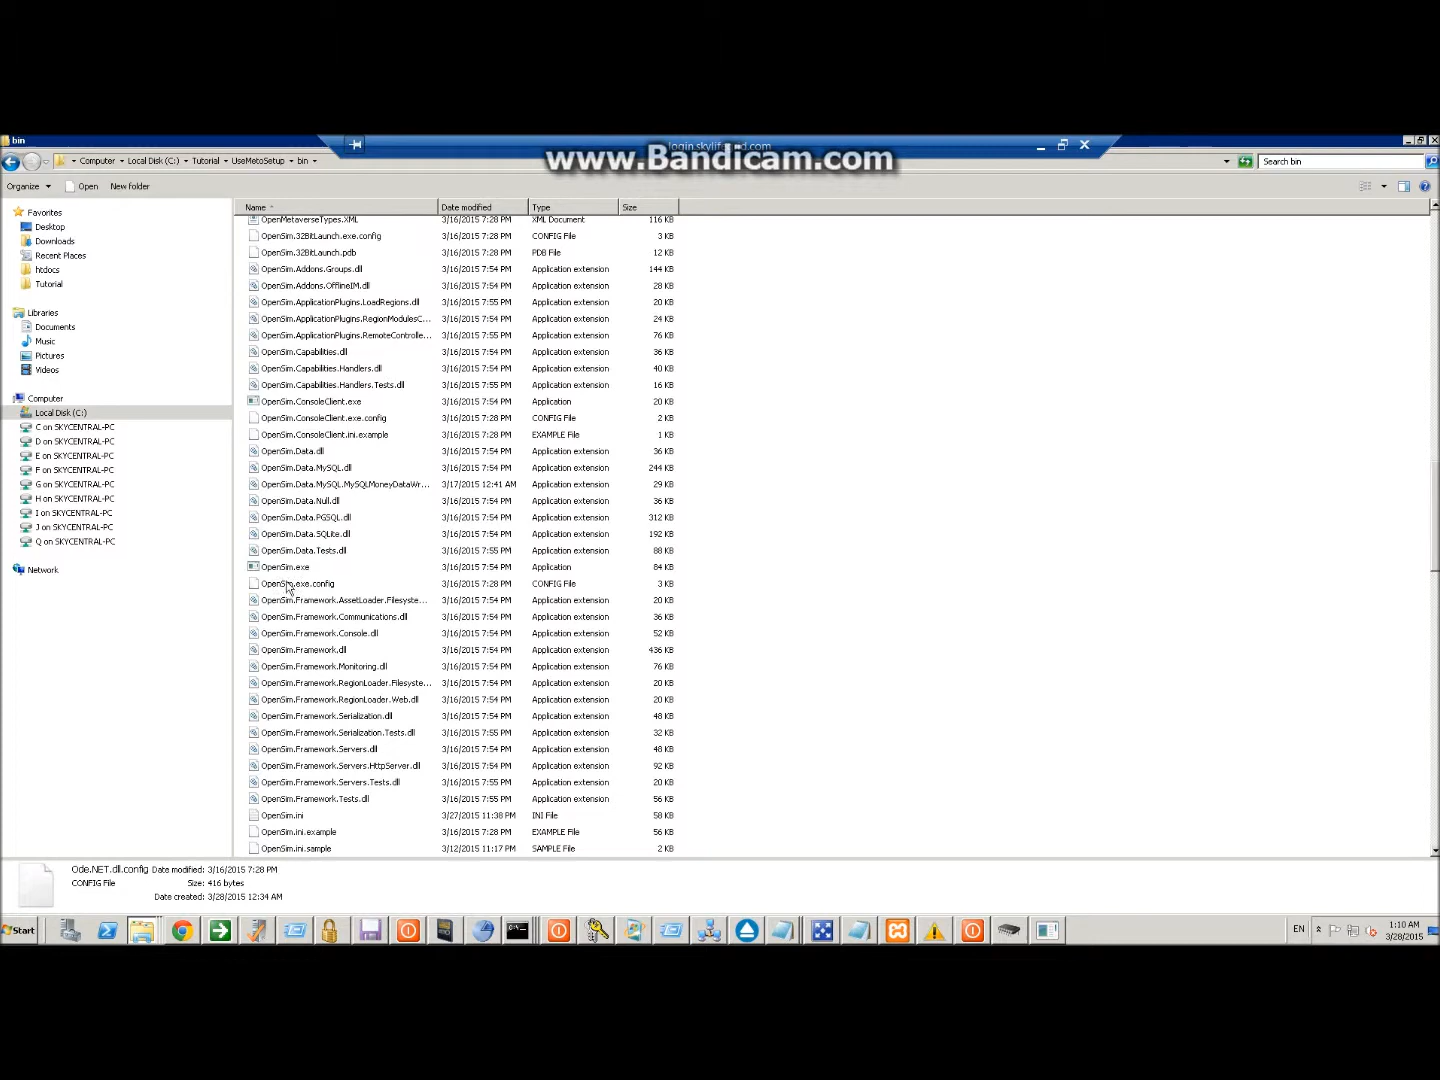 bin
login.skylifegrid.com
www.Bandicam.com
Computer Local Disk (C:) Tutorial UseMetoSetup bin
Search bin
Organize Open New folder
Name Date modified Type Size
Favorites
Desktop
Downloads
Recent Places
htdocs
Tutorial
Libraries
Documents
Music
Pictures
Videos
Computer
Local Disk (C:)
C on SKYCENTRAL-PC
D on SKYCENTRAL-PC
E on SKYCENTRAL-PC
F on SKYCENTRAL-PC
G on SKYCENTRAL-PC
H on SKYCENTRAL-PC
I on SKYCENTRAL-PC
J on SKYCENTRAL-PC
Q on SKYCENTRAL-PC
Network
OpenMetaverseTypes.XML 3/16/2015 7:28 PM XML Document 116 KB
OpenSim.32BitLaunch.exe.config 3/16/2015 7:28 PM CONFIG File 3 KB
OpenSim.32BitLaunch.pdb 3/16/2015 7:28 PM PDB File 12 KB
OpenSim.Addons.Groups.dll 3/16/2015 7:54 PM Application extension 144 KB
OpenSim.Addons.OfflineIM.dll 3/16/2015 7:54 PM Application extension 28 KB
OpenSim.ApplicationPlugins.LoadRegions.dll 3/16/2015 7:55 PM Application extension 20 KB
OpenSim.ApplicationPlugins.RegionModulesC... 3/16/2015 7:54 PM Application extension 24 KB
OpenSim.ApplicationPlugins.RemoteControlle... 3/16/2015 7:55 PM Application extension 76 KB
OpenSim.Capabilities.dll 3/16/2015 7:54 PM Application extension 36 KB
OpenSim.Capabilities.Handlers.dll 3/16/2015 7:54 PM Application extension 40 KB
OpenSim.Capabilities.Handlers.Tests.dll 3/16/2015 7:55 PM Application extension 16 KB
OpenSim.ConsoleClient.exe 3/16/2015 7:54 PM Application 20 KB
OpenSim.ConsoleClient.exe.config 3/16/2015 7:28 PM CONFIG File 2 KB
OpenSim.ConsoleClient.ini.example 3/16/2015 7:28 PM EXAMPLE File 1 KB
OpenSim.Data.dll 3/16/2015 7:54 PM Application extension 36 KB
OpenSim.Data.MySQL.dll 3/16/2015 7:54 PM Application extension 244 KB
OpenSim.Data.MySQL.MySQLMoneyDataWr... 3/17/2015 12:41 AM Application extension 29 KB
OpenSim.Data.Null.dll 3/16/2015 7:54 PM Application extension 36 KB
OpenSim.Data.PGSQL.dll 3/16/2015 7:54 PM Application extension 312 KB
OpenSim.Data.SQLite.dll 3/16/2015 7:54 PM Application extension 192 KB
OpenSim.Data.Tests.dll 3/16/2015 7:55 PM Application extension 88 KB
OpenSim.exe 3/16/2015 7:54 PM Application 84 KB
OpenSim.exe.config 3/16/2015 7:28 PM CONFIG File 3 KB
OpenSim.Framework.AssetLoader.Filesyste... 3/16/2015 7:54 PM Application extension 20 KB
OpenSim.Framework.Communications.dll 3/16/2015 7:54 PM Application extension 36 KB
OpenSim.Framework.Console.dll 3/16/2015 7:54 PM Application extension 52 KB
OpenSim.Framework.dll 3/16/2015 7:54 PM Application extension 436 KB
OpenSim.Framework.Monitoring.dll 3/16/2015 7:54 PM Application extension 76 KB
OpenSim.Framework.RegionLoader.Filesyste... 3/16/2015 7:54 PM Application extension 20 KB
OpenSim.Framework.RegionLoader.Web.dll 3/16/2015 7:54 PM Application extension 20 KB
OpenSim.Framework.Serialization.dll 3/16/2015 7:54 PM Application extension 48 KB
OpenSim.Framework.Serialization.Tests.dll 3/16/2015 7:55 PM Application extension 32 KB
OpenSim.Framework.Servers.dll 3/16/2015 7:54 PM Application extension 48 KB
OpenSim.Framework.Servers.HttpServer.dll 3/16/2015 7:54 PM Application extension 92 KB
OpenSim.Framework.Servers.Tests.dll 3/16/2015 7:55 PM Application extension 20 KB
OpenSim.Framework.Tests.dll 3/16/2015 7:55 PM Application extension 56 KB
OpenSim.ini 3/27/2015 11:38 PM INI File 58 KB
OpenSim.ini.example 3/16/2015 7:28 PM EXAMPLE File 56 KB
OpenSim.ini.sample 3/12/2015 11:17 PM SAMPLE File 2 KB
Ode.NET.dll.config Date modified: 3/16/2015 7:28 PM
CONFIG File Size: 416 bytes
Date created: 3/28/2015 12:34 AM
Start
EN
1:10 AM
3/28/2015